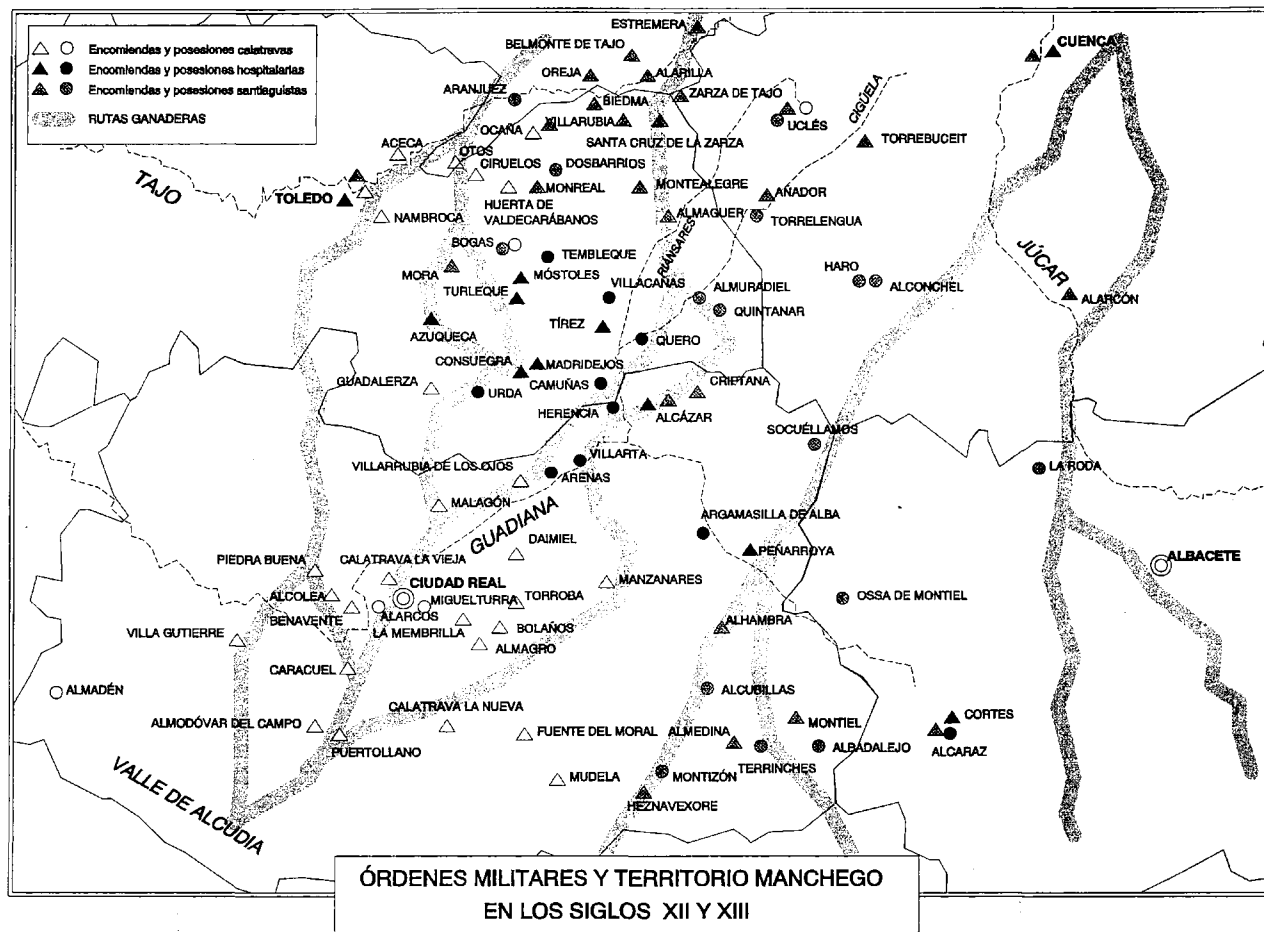 Encomiendas y posesiones calatravas
Encomiendas y posesiones hospitalarias
Encomiendas y posesiones santiaguistas
RUTAS GANADERAS
ESTREMERA
BELMONTE DE TAJO
CUENCA
OREJA
ALARILLA
ARANJUEZ
BIEDMA
ZARZA DE TAJO
CIGÜELA
OCAÑA
VILLARUBIA
UCLÉS
SANTA CRUZ DE LA ZARZA
TORREBUCEIT
ACECA
OTOS
CIRUELOS
DOSBARRIOS
TAJO
MONREAL
MONTEALEGRE
AÑADOR
TOLEDO
HUERTA DE
VALDECARÁBANOS
NAMBROCA
ALMAGUER
TORRELENGUA
BOGAS
RIÁNSARES
JÚCAR
TEMBLEQUE
MORA
MÓSTOLES
HARO
TURLEQUE
VILLACAÑAS
ALMURADIEL
ALCONCHEL
ALARCÓN
QUINTANAR
AZUQUECA
TÍREZ
QUERO
CONSUEGRA
MADRIDEJOS
GUADALERZA
URDA
CAMUÑAS
CRIPTANA
HERENCIA
ALCÁZAR
SOCUÉLLAMOS
VILLARRUBIA DE LOS OJOS
VILLARTA
LA RODA
ARENAS
MALAGÓN
GUADIANA
ARGAMASILLA DE ALBA
DAIMIEL
PEÑARROYA
ALBACETE
PIEDRA BUENA
CALATRAVA LA VIEJA
CIUDAD REAL
MANZANARES
ALCOLEA
MIGUELTURRA
TORROBA
OSSA DE MONTIEL
BENAVENTE
ALARCOS
VILLA GUTIERRE
LA MEMBRILLA
BOLAÑOS
ALHAMBRA
ALMAGRO
CARACUEL
ALMADÉN
ALCUBILLAS
CALATRAVA LA NUEVA
ALMODÓVAR DEL CAMPO
FUENTE DEL MORAL
ALMEDINA
MONTIEL
CORTES
PUERTOLLANO
ALBADALEJO
ALCARAZ
TERRINCHES
VALLE DE ALCUDIA
MUDELA
MONTIZÓN
HEZNAVEXORE
ÓRDENES MILITARES Y TERRITORIO MANCHEGO
EN LOS SIGLOS XII Y XIII